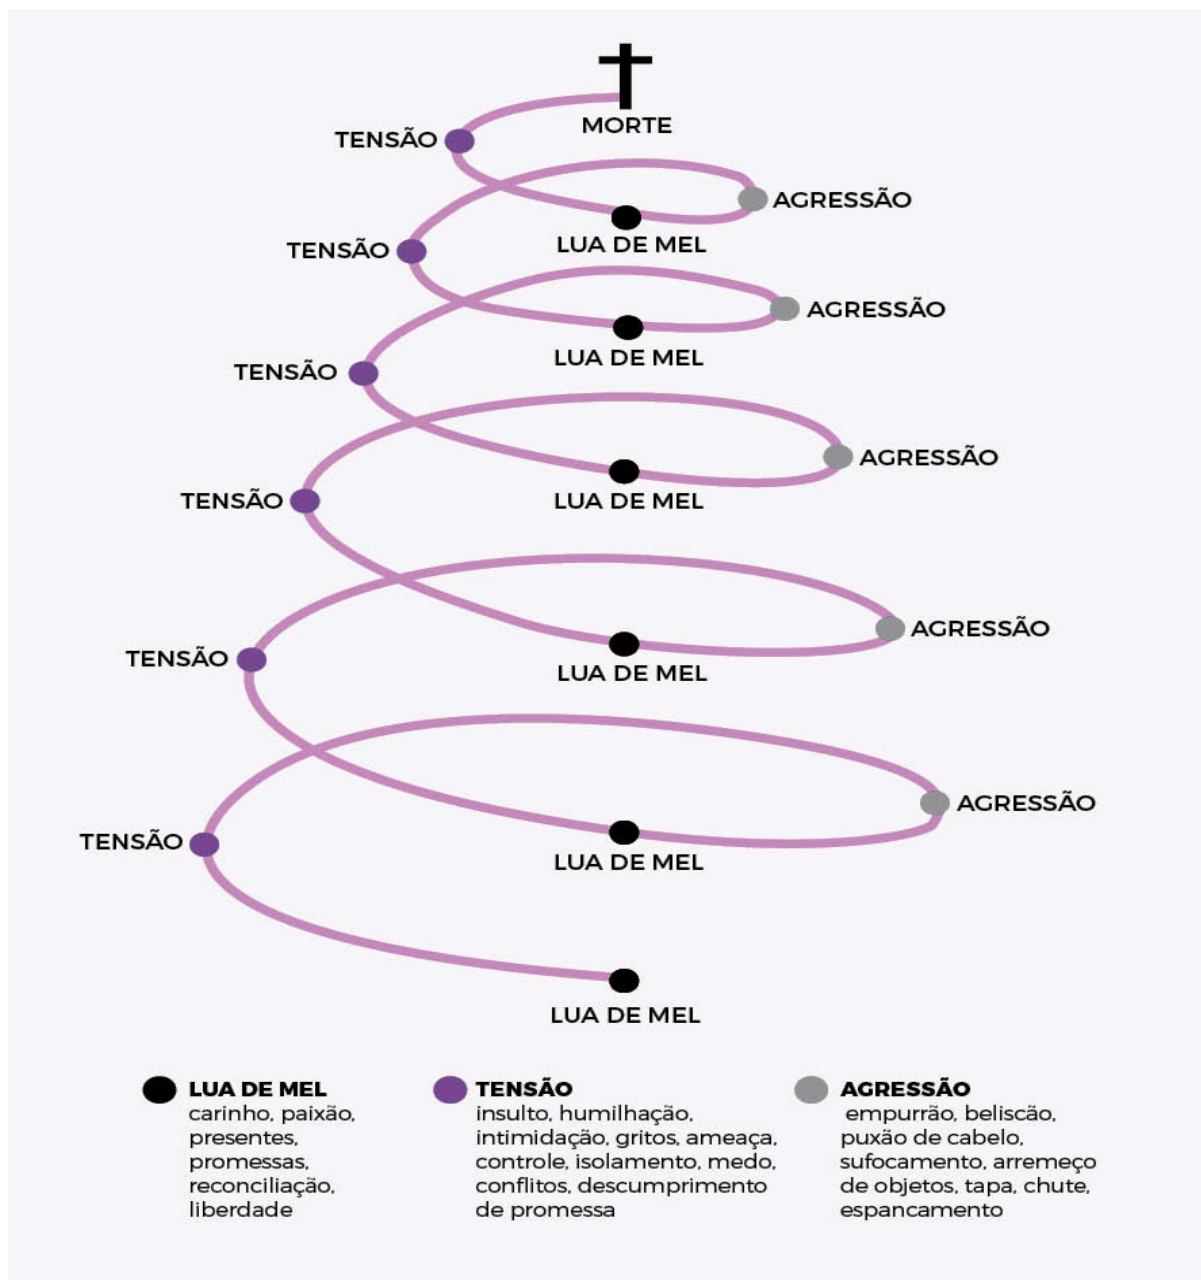 MORTE
TENSÃO
AGRESSÃO
LUA DE MEL
TENSÃO
AGRESSÃO
LUA DE MEL
TENSÃO
AGRESSÃO
LUA DE MEL
TENSÃO
AGRESSÃO
LUA DE MEL
TENSÃO
AGRESSÃO
TENSÃO
LUA DE MEL
LUA DE MEL
LUA DE MEL
carinho, paixão,
presentes,
promessas,
reconciliação,
liberdade
TENSÃO
insulto, humilhação,
intimidação, gritos, ameaça,
controle, isolamento, medo,
conflitos, descumprimento
de promessa
AGRESSÃO
empurrão, beliscão,
puxão de cabelo,
sufocamento, arremeço
de objetos, tapa, chute,
espancamento